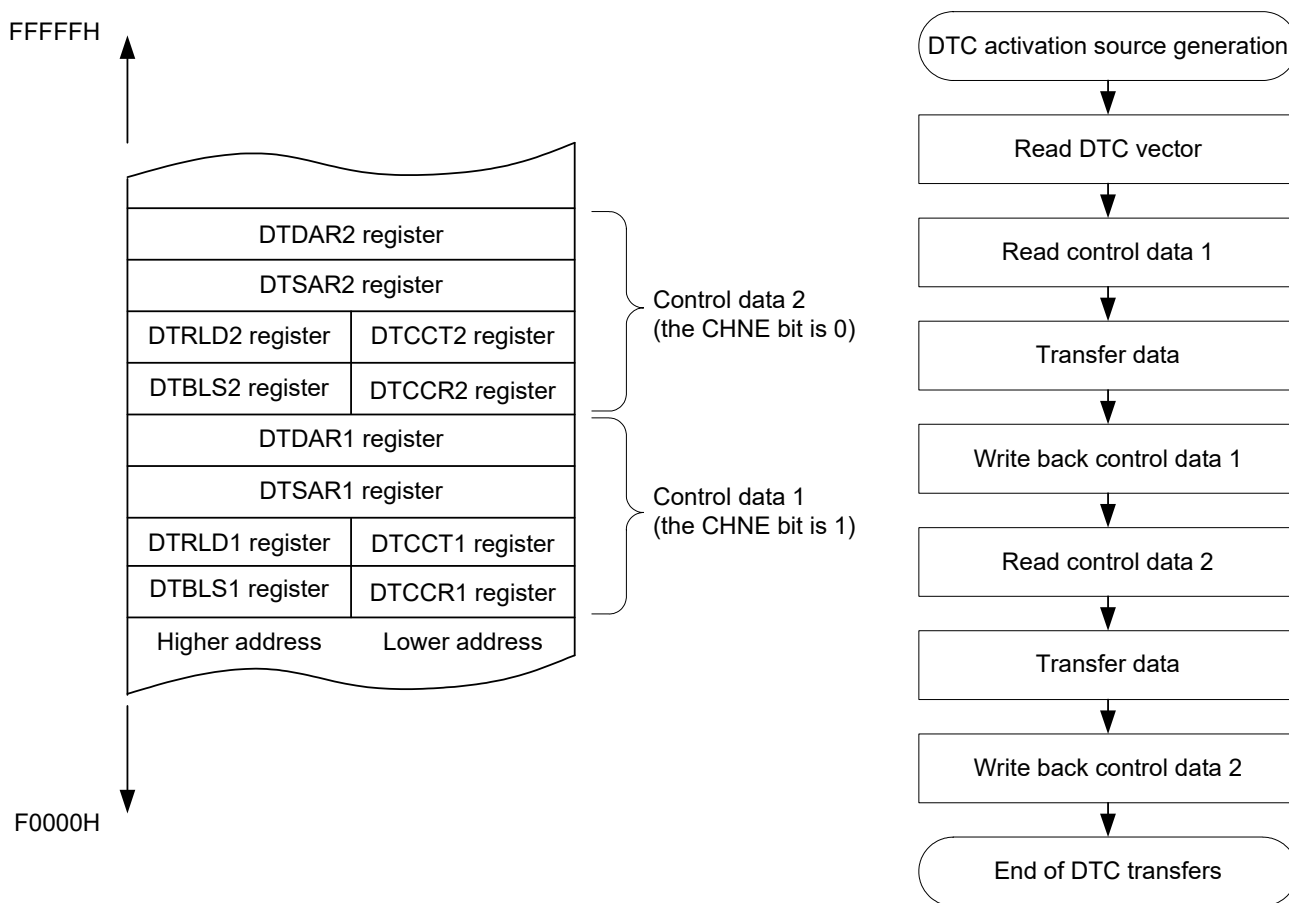 FFFFFH
DTDAR2 register
DTSAR2 register
DTRLD2 register
DTCCT2 register
DTBLS2 register
DTCCR2 register
Control data 2
(the CHNE bit is 0)
DTDAR1 register
DTSAR1 register
DTRLD1 register
DTCCT1 register
DTBLS1 register
DTCCR1 register
Control data 1
(the CHNE bit is 1)
Higher address
Lower address
F0000H
DTC activation source generation
Read DTC vector
Read control data 1
Transfer data
Write back control data 1
Read control data 2
Transfer data
Write back control data 2
End of DTC transfers